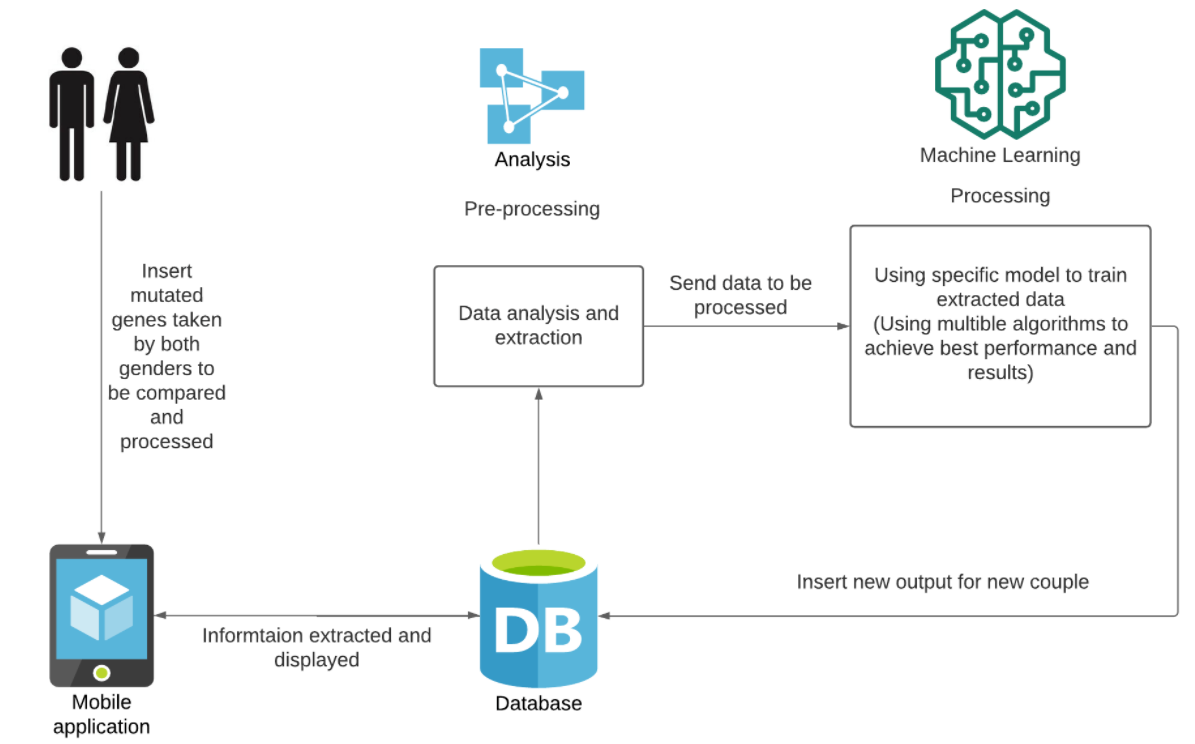 Analysis
Machine Learning
Pre-processing
Processing
Insert
mutated
genes taken
by both
genders to
be compared
and
processed
Data analysis and
extraction
Send data to be
processed
Using specific model to train
extracted data
(Using multible algorithms to
achieve best performance and
results)
Insert new output for new couple
Informtaion extracted and
displayed
DB
Mobile
application
Database